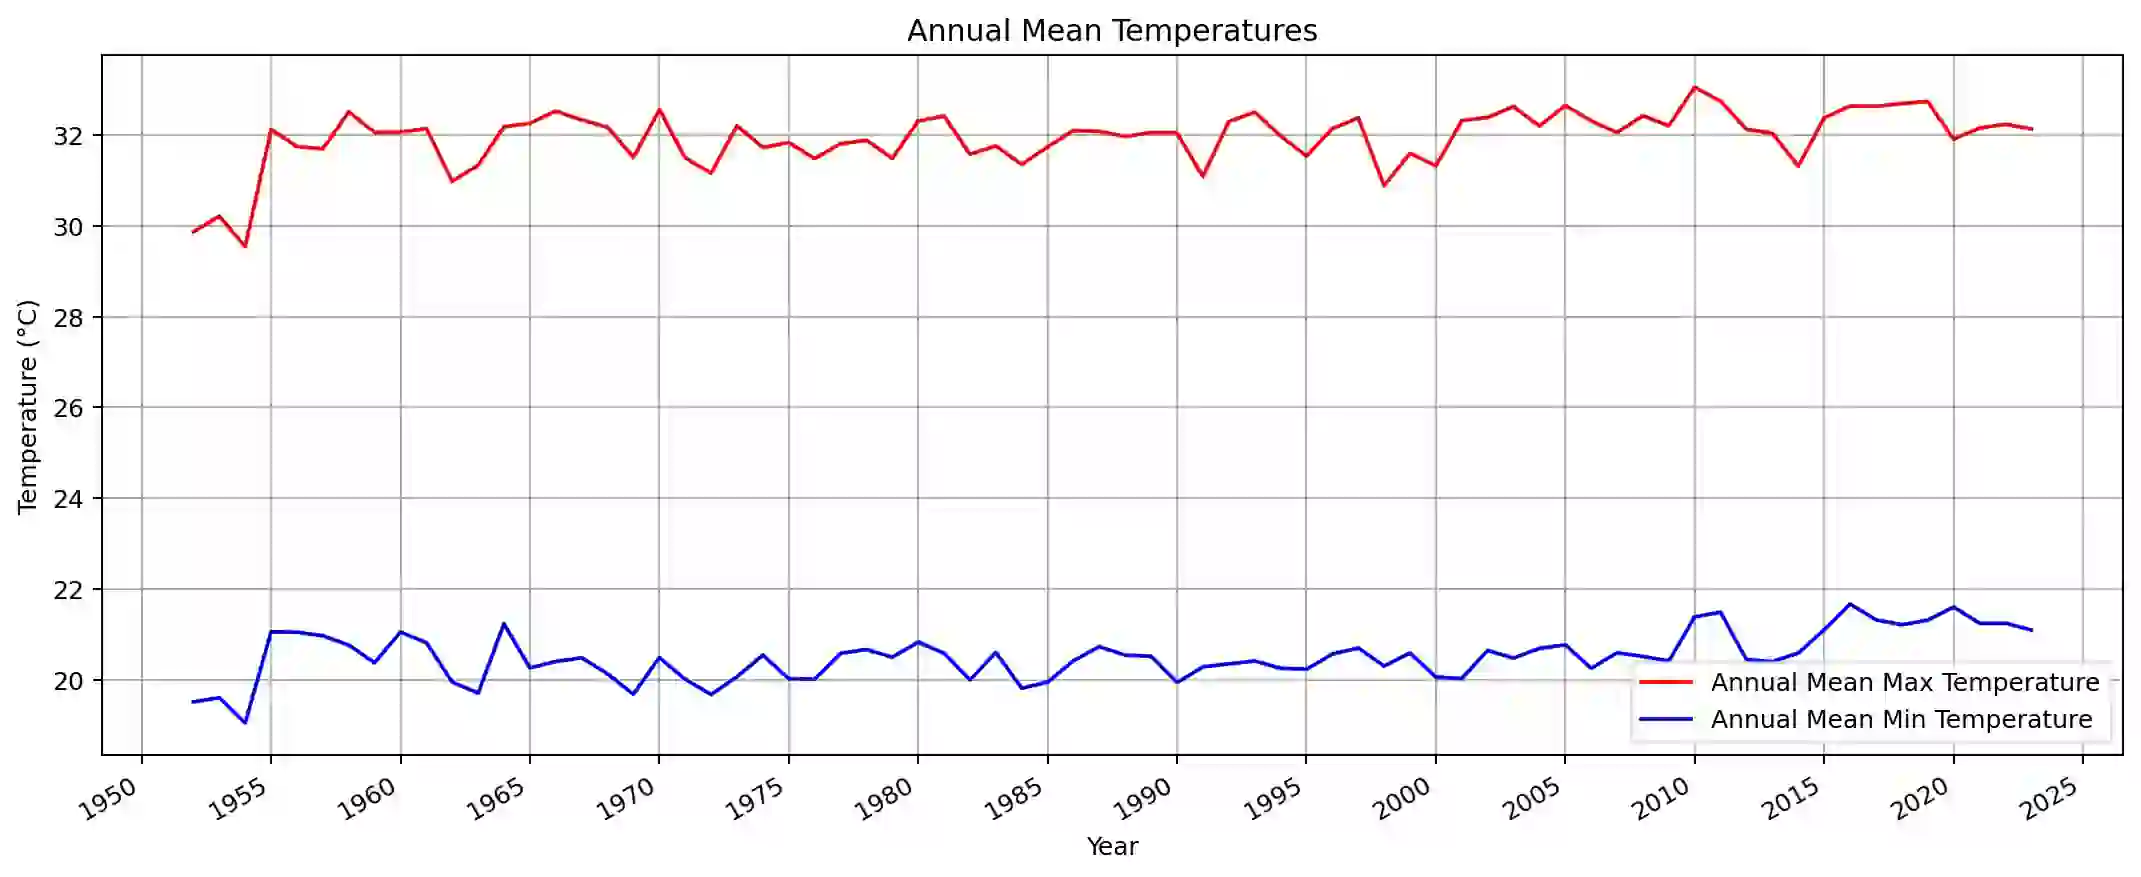 Annual Mean Temperatures
Temperature (°C)
32
30
28
26
24
22
20
Annual Mean Max Temperature
Annual Mean Min Temperature
1950 1955 1960 1965 1970 1975 1980 1985 1990 1995 2000 2005 2010 2015 2020 2025
Year